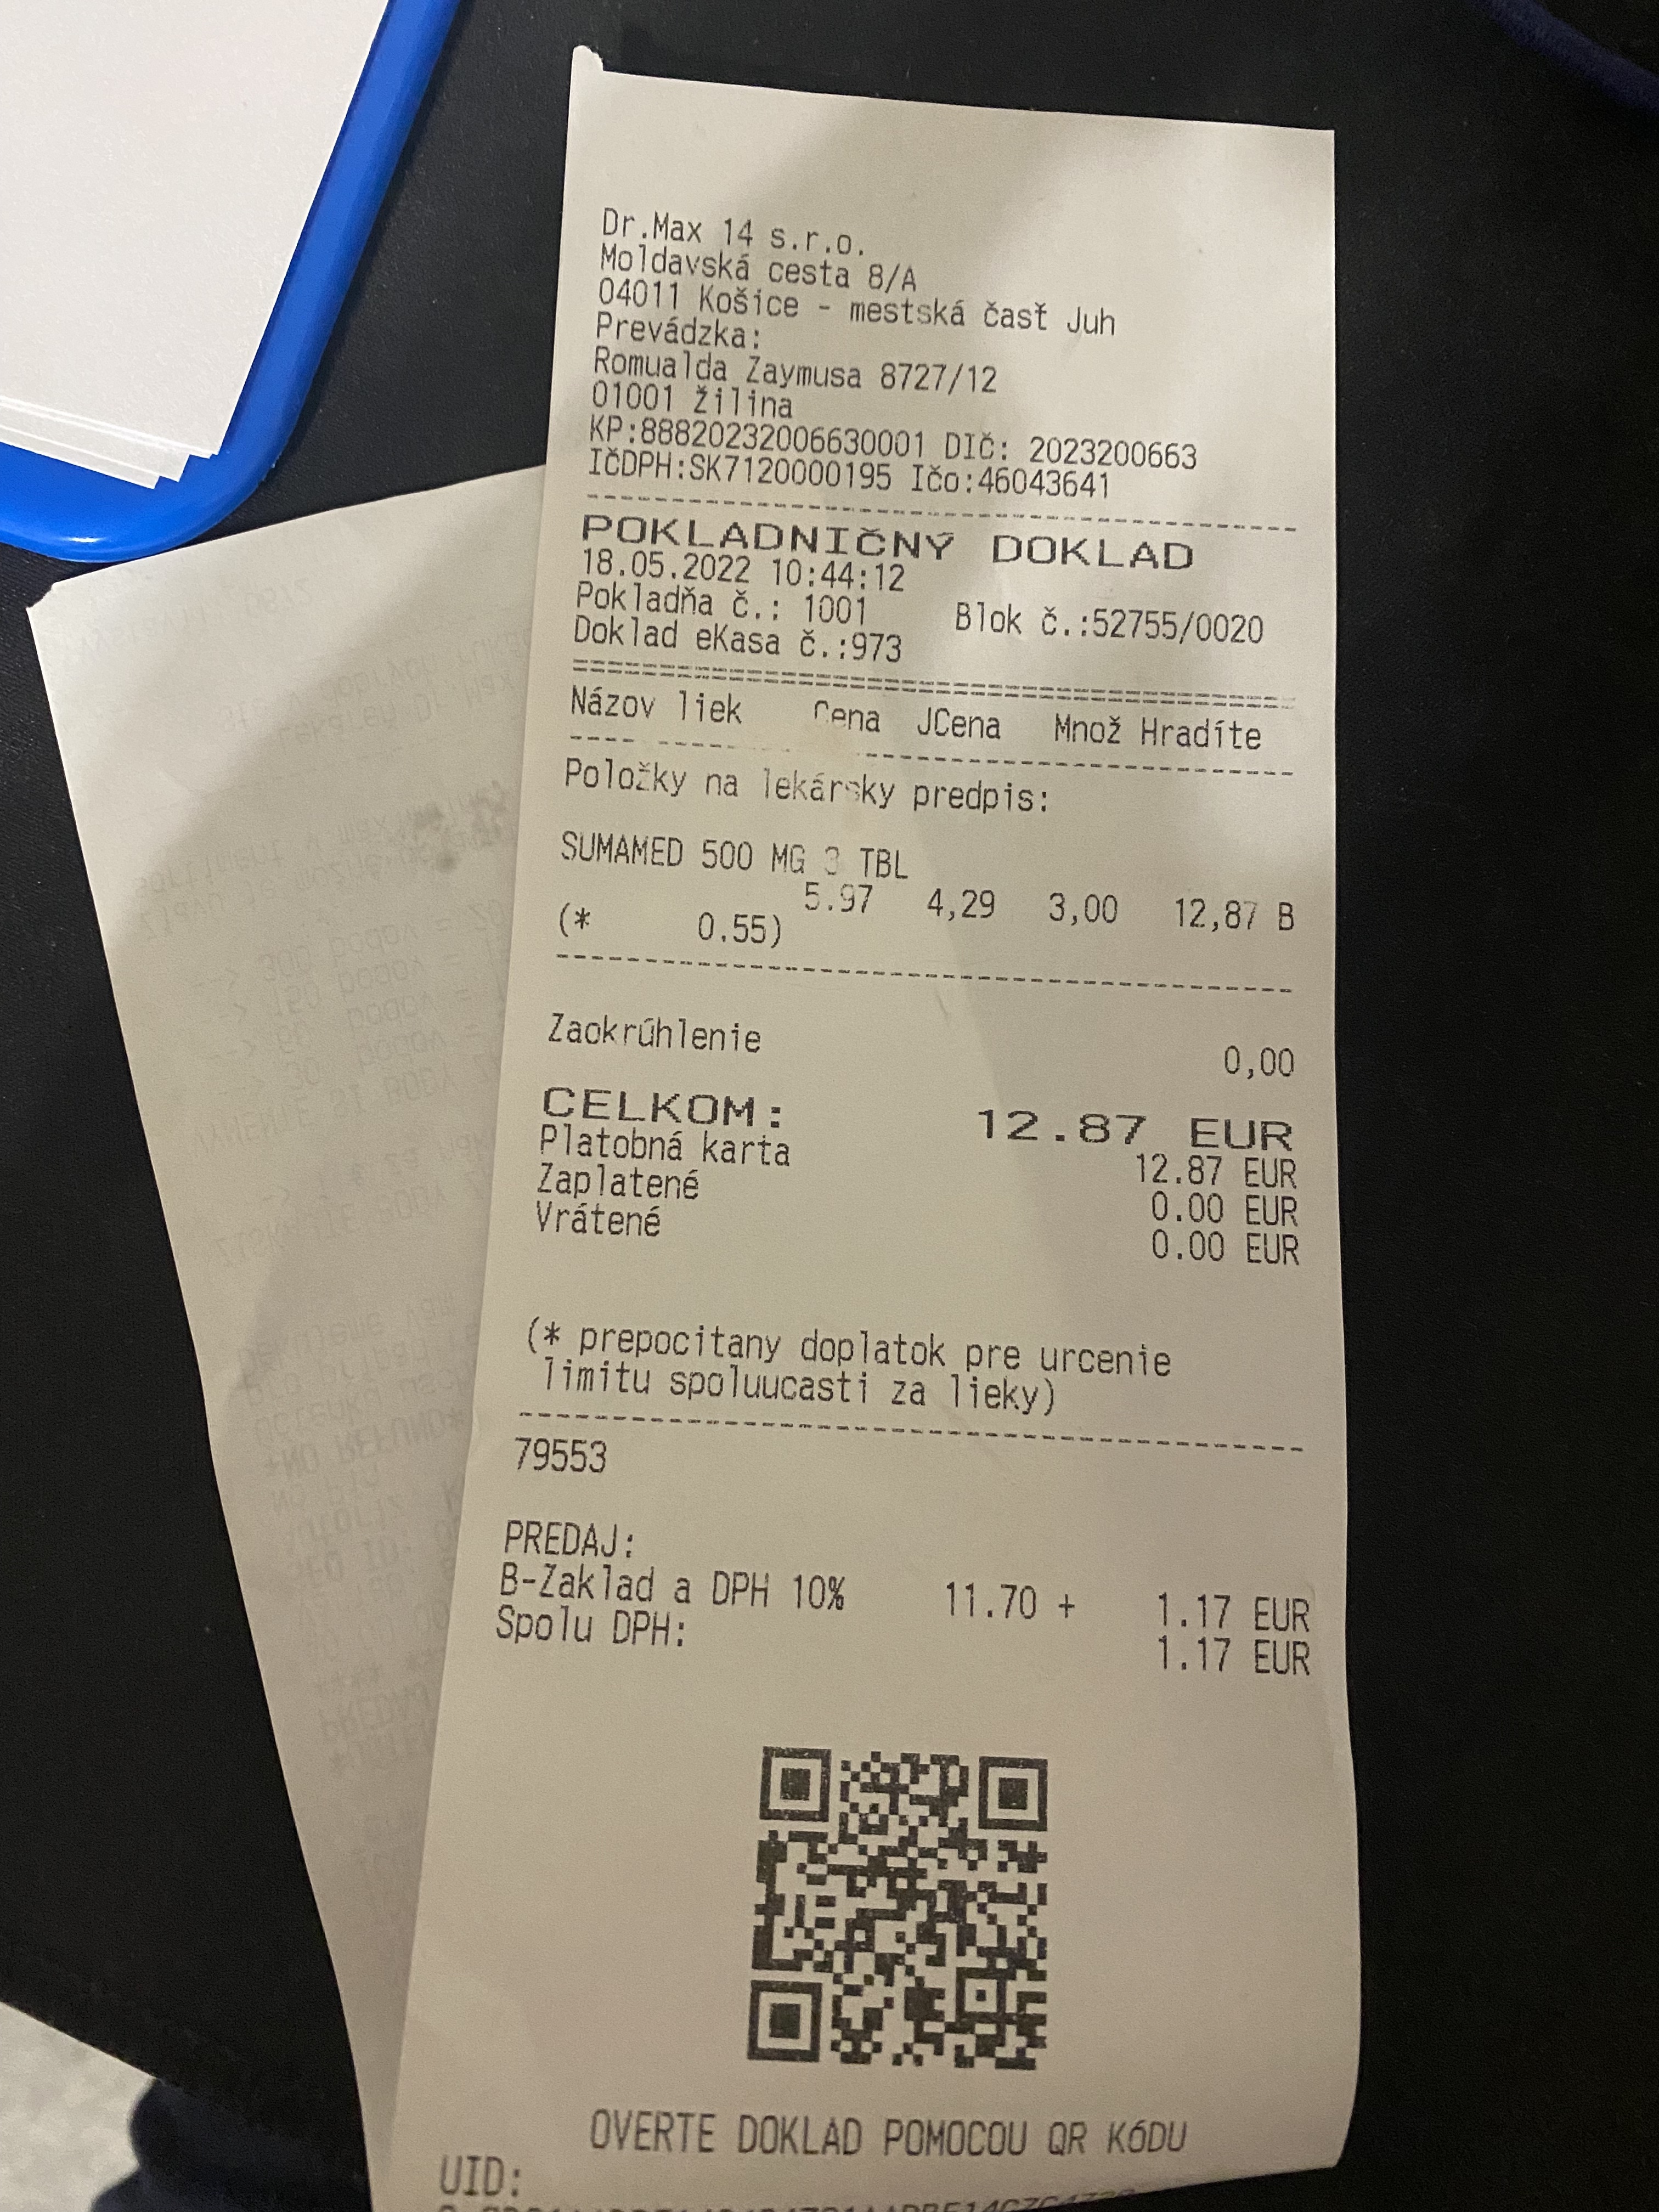 Dr.Max 14 s.r.o.
Moldavská cesta 8/A
04011 Košice - mestská časť Juh
Prevádzka:
Romualda Zaymusa 8727/12
01001 Žilina
KP:88820232006630001 DIČ: 2023200663
IČDPH:SK7120000195 IČo:46043641
POKLADNIČNÝ DOKLAD
18.05.2022 10:44:12
Pokladňa č.: 1001 Blok č.:52755/0020
Doklad eKasa č.:973
Názov liek Cena JCena Množ Hradíte
Položky na lekársky predpis:
SUMAMED 500 MG 3 TBL
5.97 4,29 3,00 12,87 B
(* 0.55)
Zaokrúhlenie 0,00
CELKOM: 12.87 EUR
Platobná karta 12.87 EUR
Zaplatené 0.00 EUR
Vrátené 0.00 EUR
(* prepocitany doplatok pre urcenie
limitu spoluucasti za lieky)
79553
PREDAJ:
B-Zaklad a DPH 10% 11.70 + 1.17 EUR
Spolu DPH: 1.17 EUR
OVERTE DOKLAD POMOCOU QR KÓDU
UID: